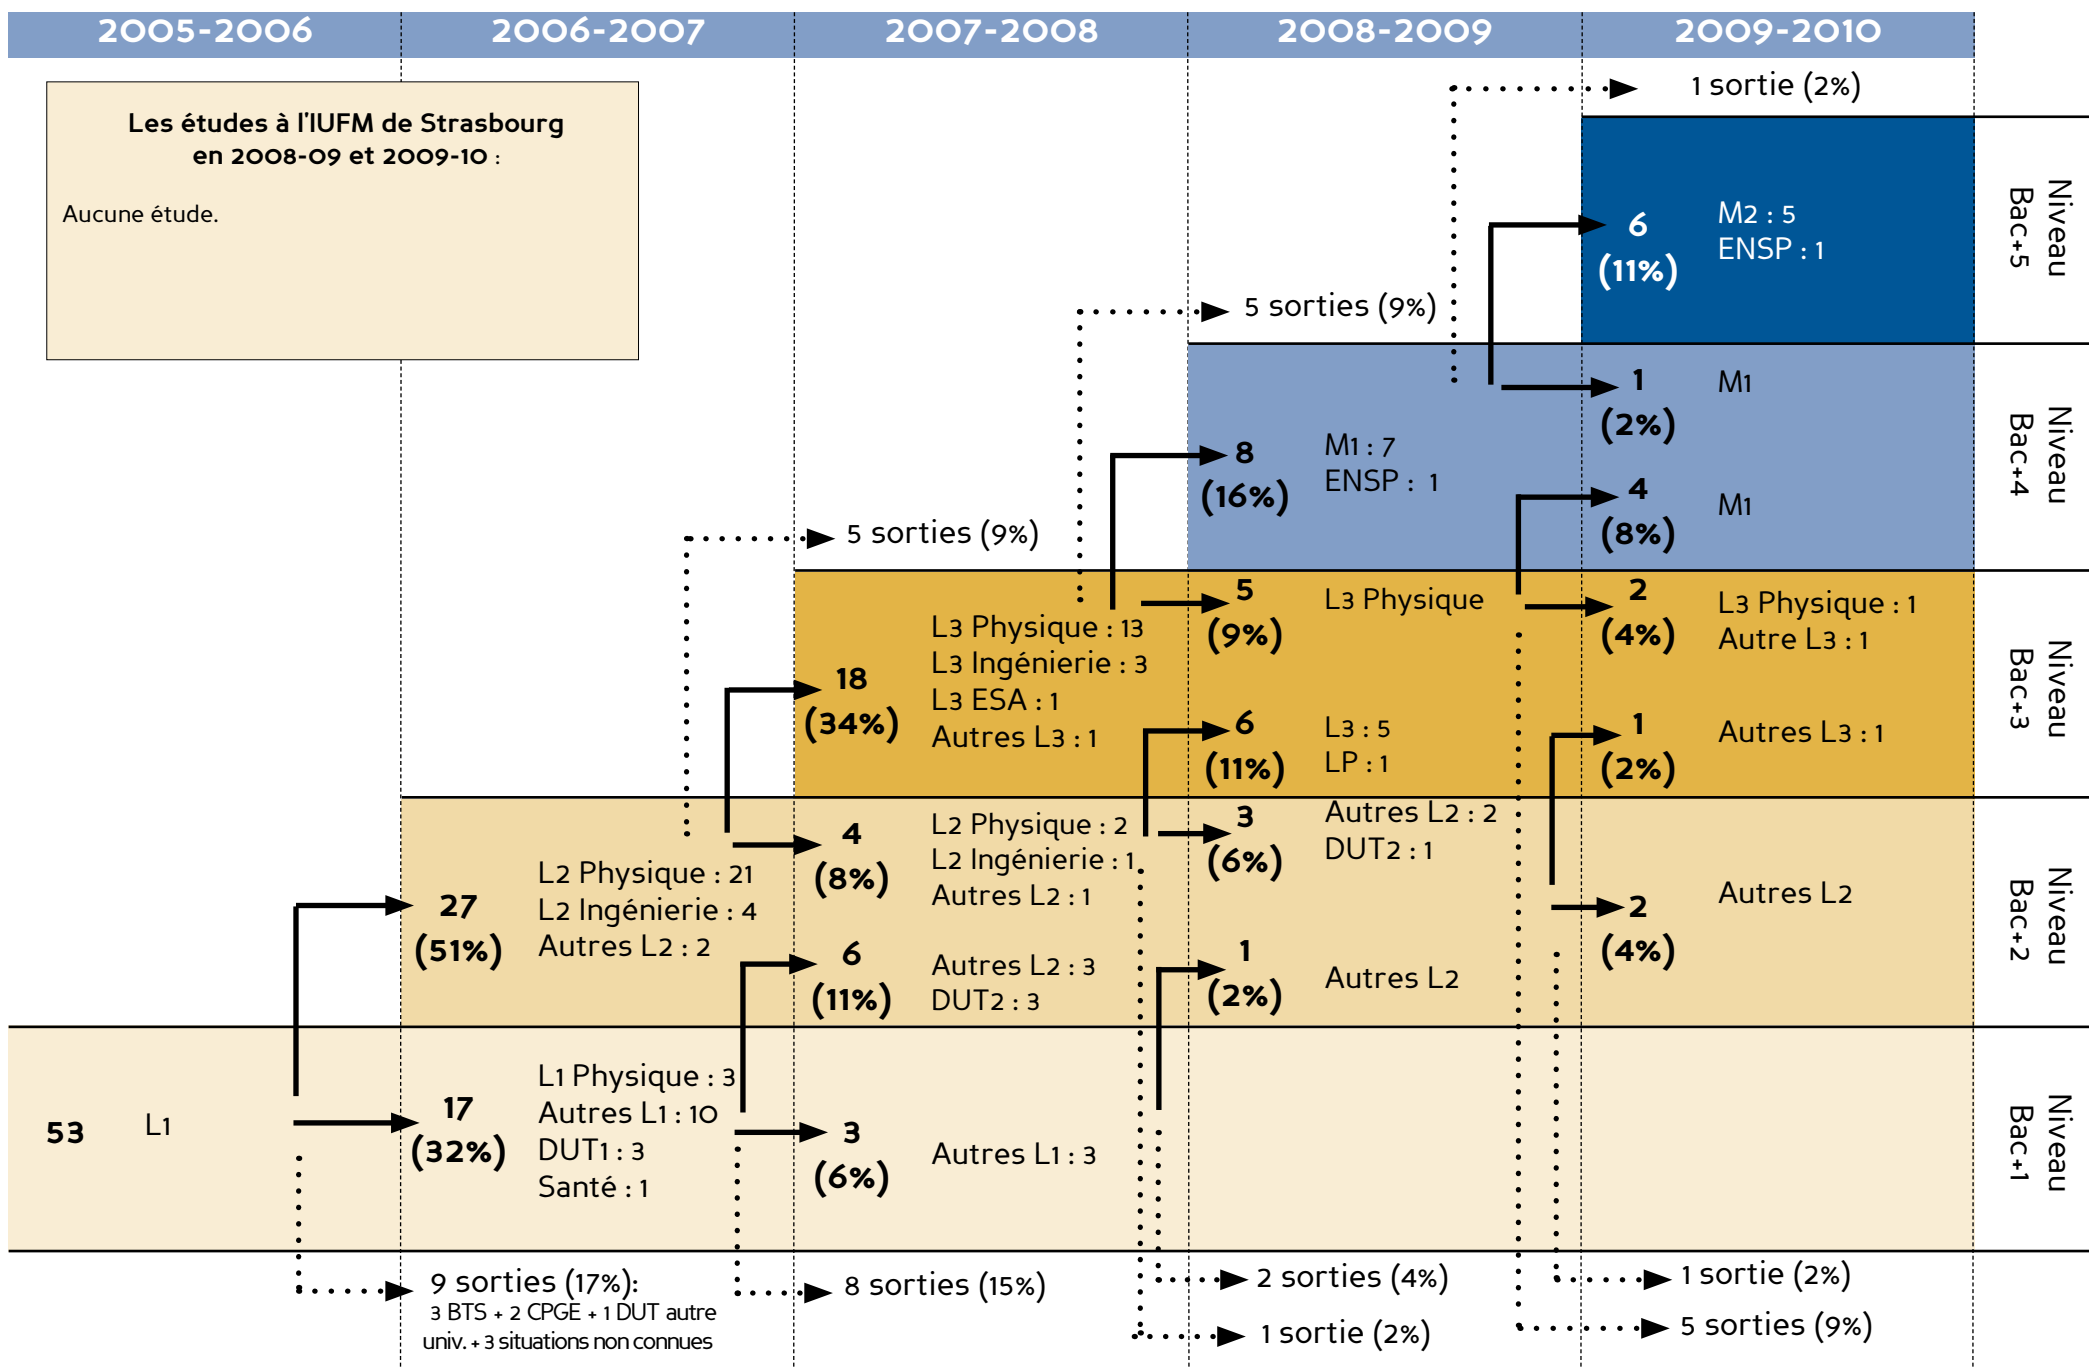 2005-2006
2006-2007
2007-2008
2008-2009
2009-2010
Les études à l'IUFM de Strasbourg
en 2008-09 et 2009-10 :
Aucune étude.
1 sortie (2%)
6
(11%)
M2 : 5
ENSP : 1
Niveau
Bac+5
5 sorties (9%)
8
(16%)
M1 : 7
ENSP : 1
1
(2%)
M1
4
(8%)
M1
Niveau
Bac+4
5 sorties (9%)
18
(34%)
L3 Physique : 13
L3 Ingénierie : 3
L3 ESA : 1
Autres L3 : 1
5
(9%)
L3 Physique
6
(11%)
L3 : 5
LP : 1
2
(4%)
L3 Physique : 1
Autre L3 : 1
1
(2%)
Autres L3 : 1
Niveau
Bac+3
27
(51%)
L2 Physique : 21
L2 Ingénierie : 4
Autres L2 : 2
4
(8%)
L2 Physique : 2
L2 Ingénierie : 1
Autres L2 : 1
6
(11%)
Autres L2 : 3
DUT2 : 3
3
(6%)
Autres L2 : 2
DUT2 : 1
1
(2%)
Autres L2
2
(4%)
Autres L2
Niveau
Bac+2
53
L1
17
(32%)
L1 Physique : 3
Autres L1 : 10
DUT1 : 3
Santé : 1
3
(6%)
Autres L1 : 3
Niveau
Bac+1
9 sorties (17%):
3 BTS + 2 CPGE + 1 DUT autre
univ. + 3 situations non connues
8 sorties (15%)
2 sorties (4%)
1 sortie (2%)
1 sortie (2%)
5 sorties (9%)